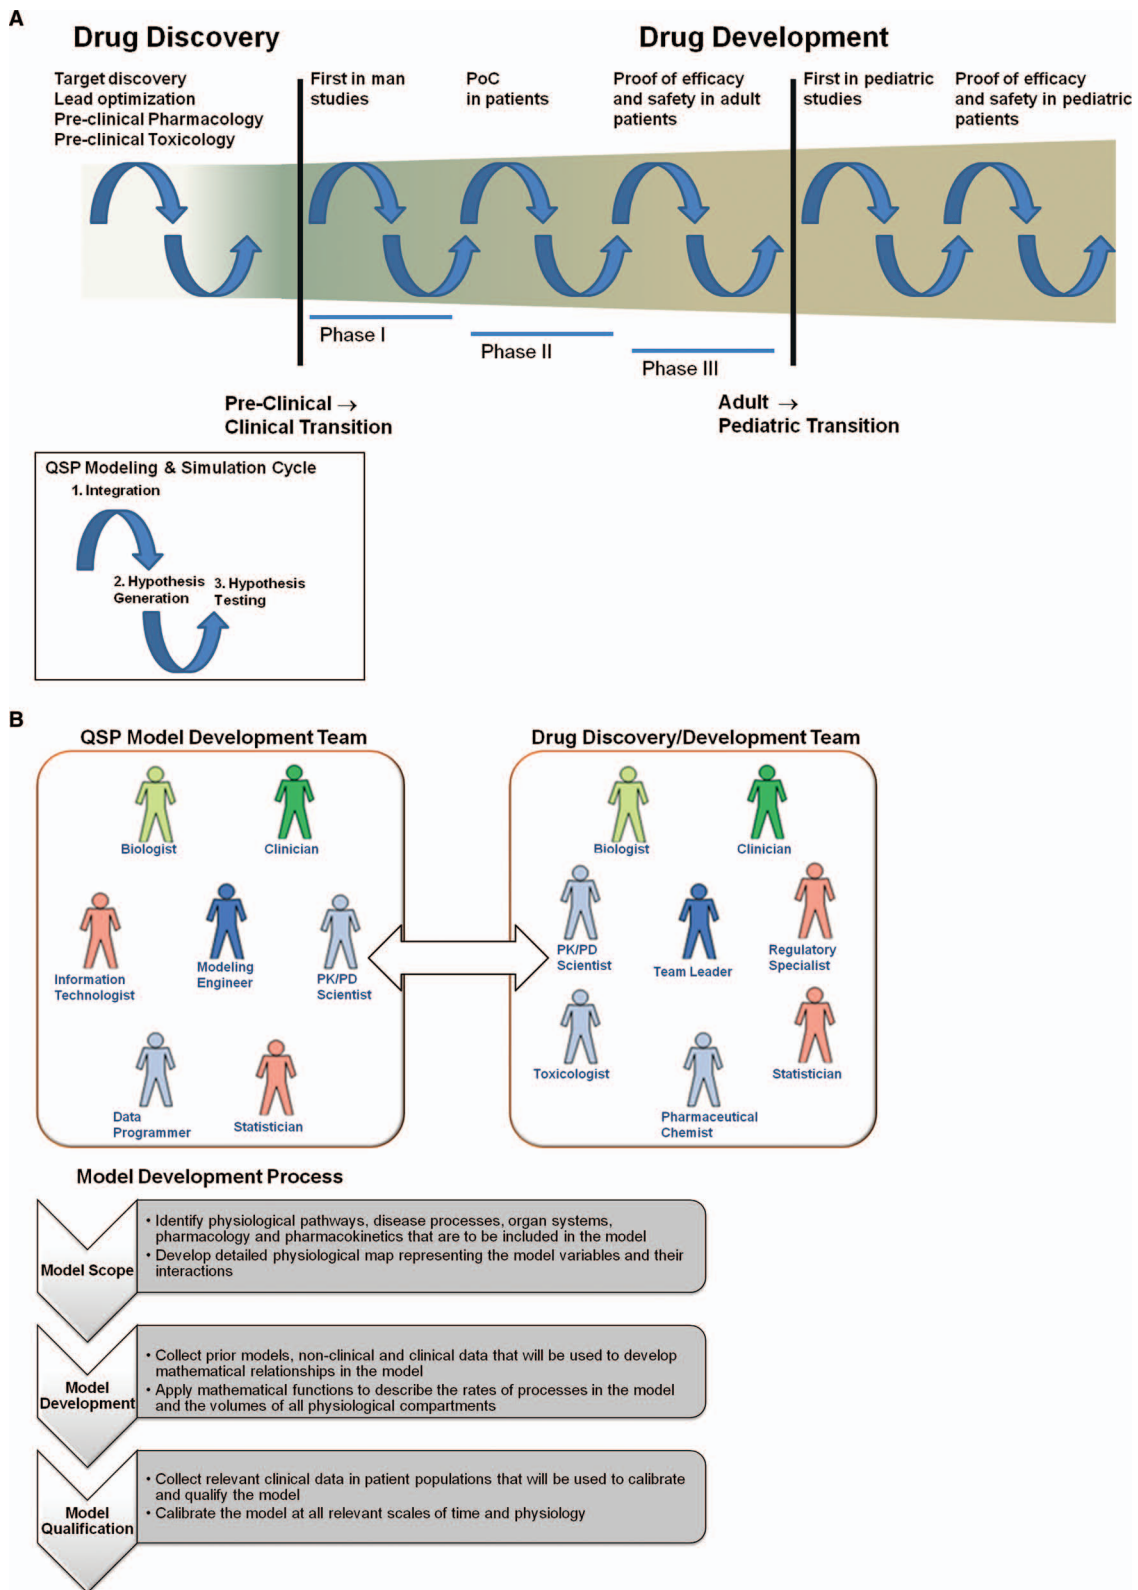 A
Drug Discovery
Drug Development
Target discovery
Lead optimization
Pre-clinical Pharmacology
Pre-clinical Toxicology
First in man
studies
PoC
in patients
Proof of efficacy
and safety in adult
patients
First in pediatric
studies
Proof of efficacy
and safety in pediatric
patients
Phase I
Phase II
Phase III
Pre-Clinical →
Clinical Transition
Adult →
Pediatric Transition
QSP Modeling & Simulation Cycle
1. Integration
2. Hypothesis
Generation
3. Hypothesis
Testing
B
QSP Model Development Team
Biologist
Clinician
Information
Technologist
Modeling
Engineer
PK/PD
Scientist
Data
Programmer
Statistician
Drug Discovery/Development Team
Biologist
Clinician
PK/PD
Scientist
Team Leader
Regulatory
Specialist
Toxicologist
Pharmaceutical
Chemist
Statistician
Model Development Process
Model Scope
• Identify physiological pathways, disease processes, organ systems,
pharmacology and pharmacokinetics that are to be included in the model
• Develop detailed physiological map representing the model variables and their
interactions
Model
Development
• Collect prior models, non-clinical and clinical data that will be used to develop
mathematical relationships in the model
• Apply mathematical functions to describe the rates of processes in the model
and the volumes of all physiological compartments
Model
Qualification
• Collect relevant clinical data in patient populations that will be used to calibrate
and qualify the model
• Calibrate the model at all relevant scales of time and physiology